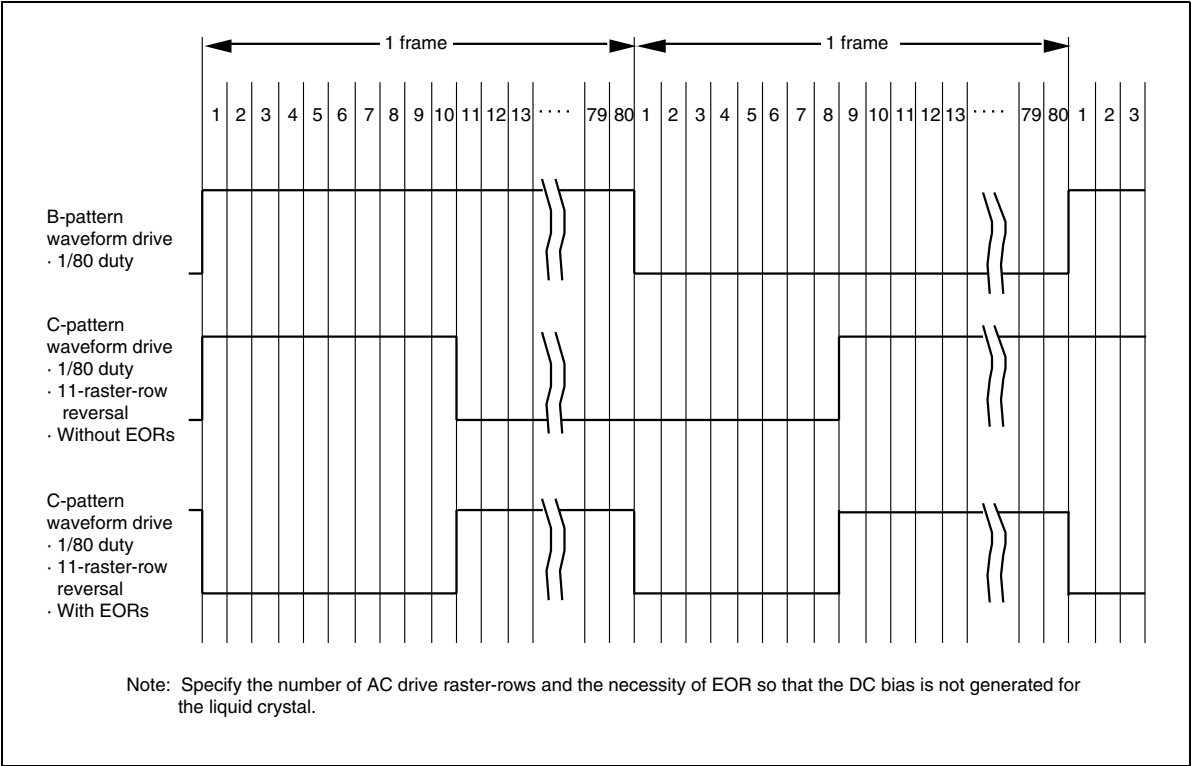 1 frame 1 frame
1 2 3 4 5 6 7 8 9 10 11 12 13 ···· 79 80 1 2 3 4 5 6 7 8 9 10 11 12 13 ···· 79 80 1 2 3
B-pattern
waveform drive
· 1/80 duty
C-pattern
waveform drive
· 1/80 duty
· 11-raster-row
reversal
· Without EORs
C-pattern
waveform drive
· 1/80 duty
· 11-raster-row
reversal
· With EORs
Note: Specify the number of AC drive raster-rows and the necessity of EOR so that the DC bias is not generated for
the liquid crystal.